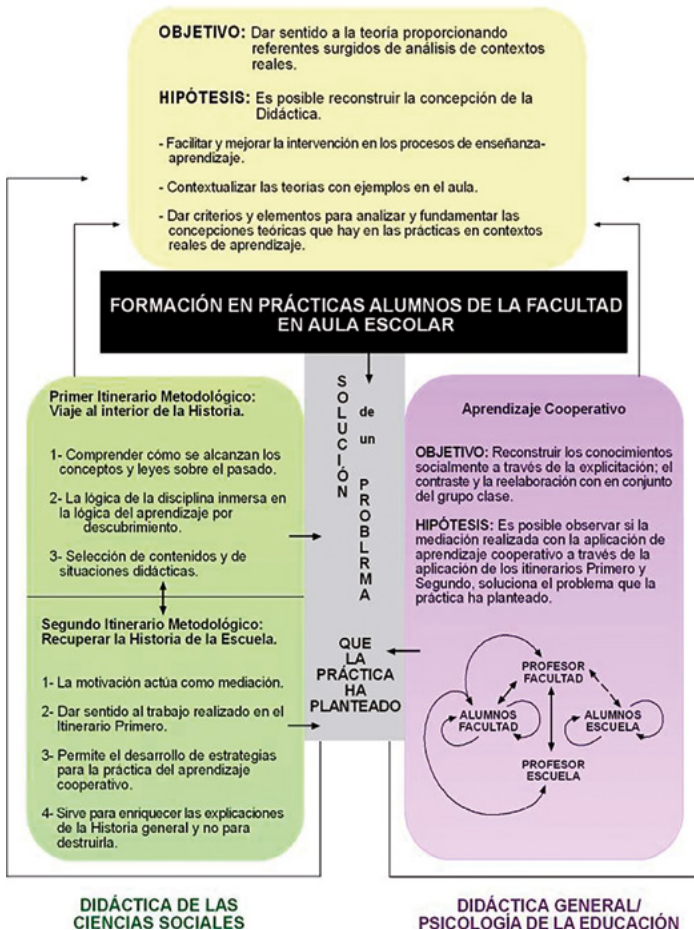 OBJETIVO: Dar sentido a la teoría proporcionando
referentes surgidos de análisis de contextos
reales.
HIPÓTESIS: Es posible reconstruir la concepción de la
Didáctica.
- Facilitar y mejorar la intervención en los procesos de enseñanza-
aprendizaje.
- Contextualizar las teorías con ejemplos en el aula.
- Dar criterios y elementos para analizar y fundamentar las
concepciones teóricas que hay en las prácticas en contextos
reales de aprendizaje.
FORMACIÓN EN PRÁCTICAS ALUMNOS DE LA FACULTAD
EN AULA ESCOLAR
Primer Itinerario Metodológico:
Viaje al interior de la Historia.
1- Comprender cómo se alcanzan los
conceptos y leyes sobre el pasado.
2- La lógica de la disciplina inmersa en
la lógica del aprendizaje por
descubrimiento.
3- Selección de contenidos y de
situaciones didácticas.
Segundo Itinerario Metodológico:
Recuperar la Historia de la Escuela.
1- La motivación actúa como mediación.
2- Dar sentido al trabajo realizado en el
Itinerario Primero.
3- Permite el desarrollo de estrategias
para la práctica del aprendizaje
cooperativo.
4- Sirve para enriquecer las explicaciones
de la Historia general y no para
destruirla.
SOLUCIÓN
de
un
PROBLRMA
QUE
LA
PRÁCTICA
HA
PLANTEADO
Aprendizaje Cooperativo
OBJETIVO: Reconstruir los conocimientos
socialmente a través de la explicitación; el
contraste y la reelaboración con en conjunto
del grupo clase.
HIPÓTESIS: Es posible observar si la
mediación realizada con la aplicación de
aprendizaje cooperativo a través de la
aplicación de los itinerarios Primero y
Segundo, soluciona el problema que la
práctica ha planteado.
PROFESOR
FACULTAD
ALUMNOS
FACULTAD
ALUMNOS
ESCUELA
PROFESOR
ESCUELA
DIDÁCTICA DE LAS
CIENCIAS SOCIALES
DIDÁCTICA GENERAL/
PSICOLOGÍA DE LA EDUCACIÓN